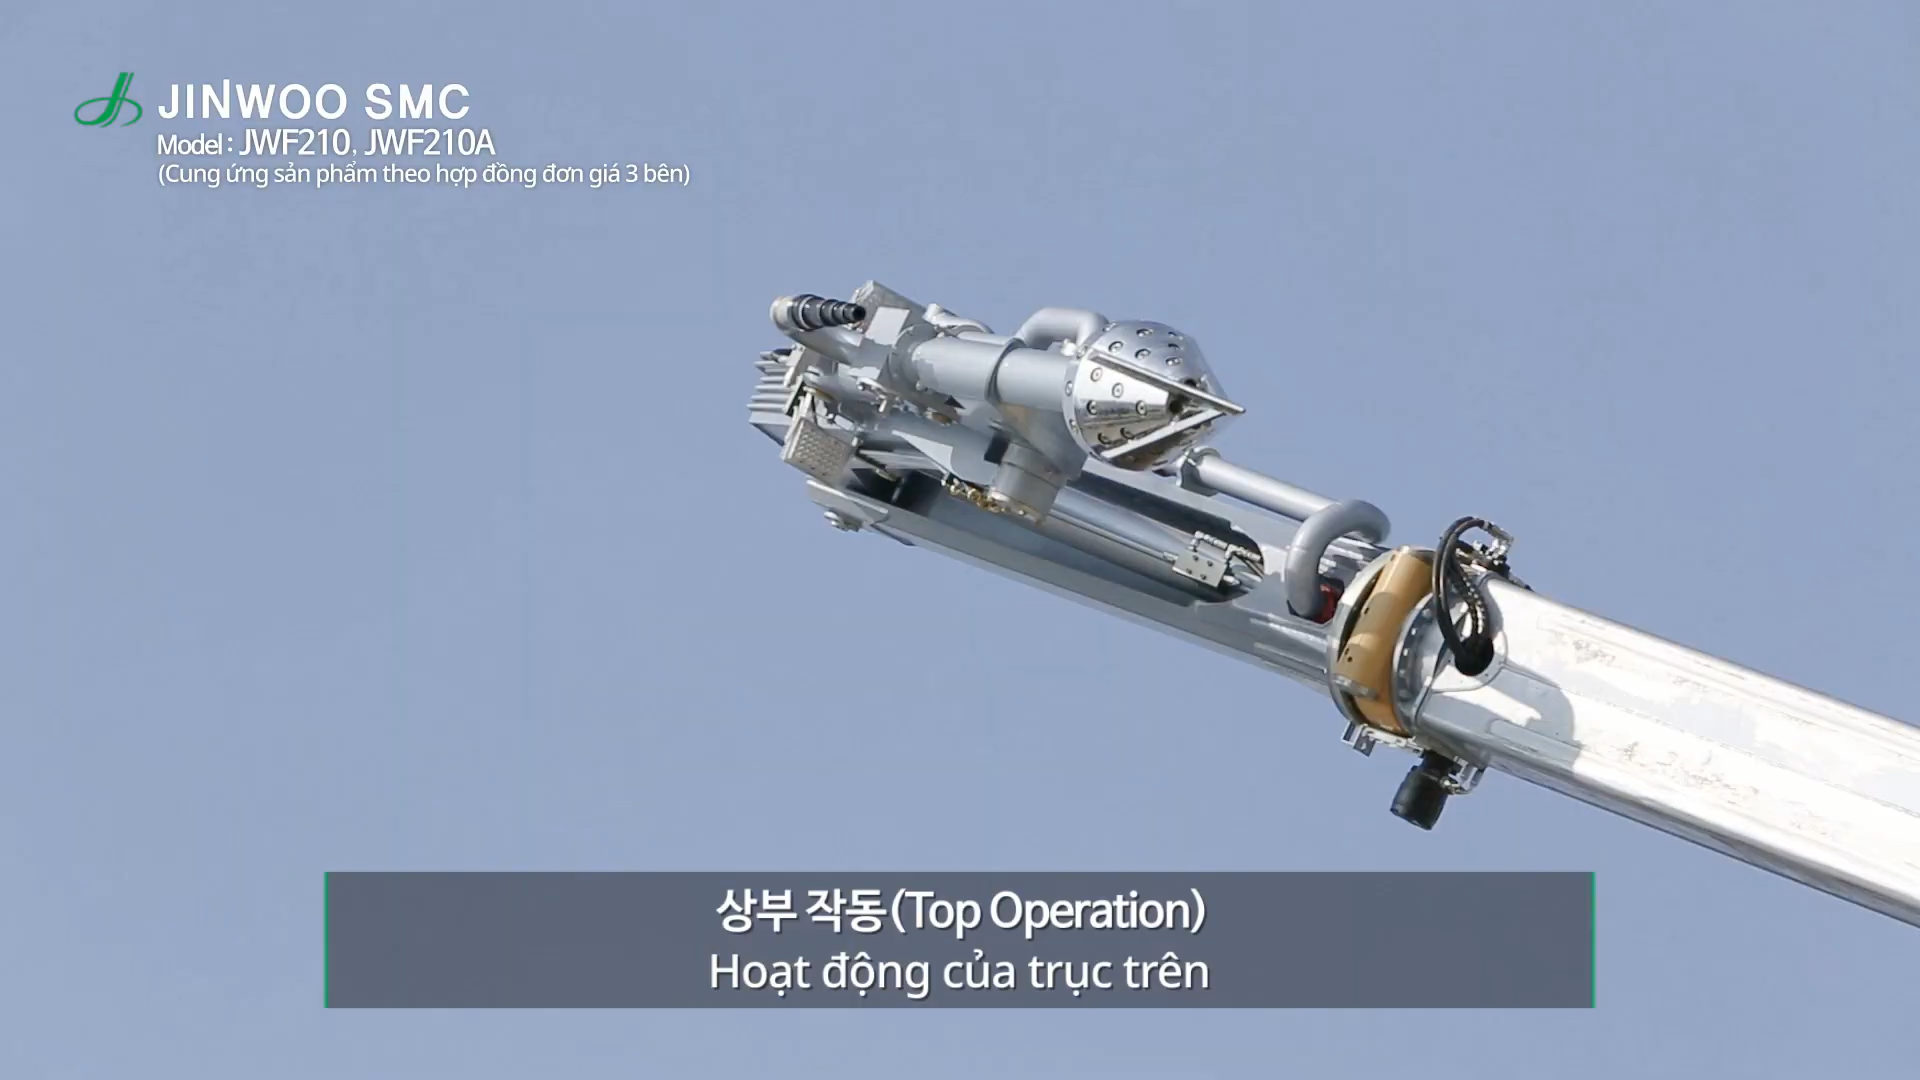 JINWOO SMC
Model : JWF210, JWF210A
(Cung ứng sản phẩm theo hợp đồng đơn giá 3 bên)
상부 작동(Top Operation)
Hoạt động của trục trên